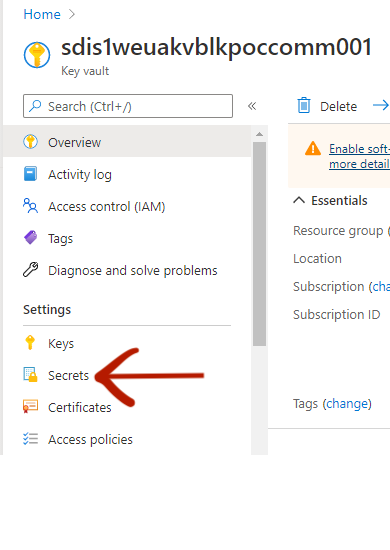 Home >
sdis1weuakvblkpoccomm001
Key vault
Search (Ctrl+/)
«
Delete
Overview
Activity log
Access control (IAM)
Tags
Diagnose and solve problems
Settings
Keys
Secrets
Certificates
Access policies
Enable soft-
more detail
Essentials
Resource group (
Location
Subscription (cha
Subscription ID
Tags (change)